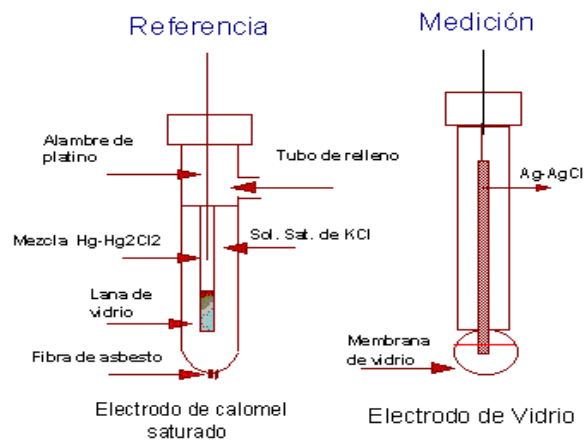 Referencia
Medición
Alambre de
platino
Tubo de relleno
Ag-AgCl
Mezcla Hg-Hg2Cl2
Sol. Sat. de KCl
Lana de
vidrio
Membrana
de vidrio
Fibra de asbesto
Electrodo de calomel
saturado
Electrodo de Vidrio